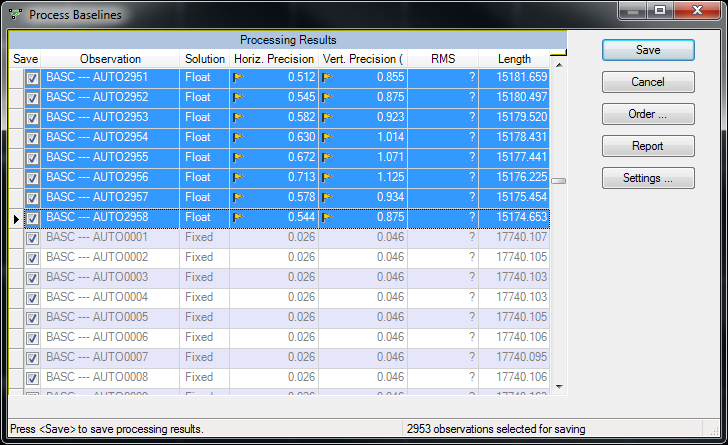 Process Baselines
Processing Results
Save Observation Solution Horiz. Precision Vert. Precision ( RMS Length
BASC --- AUTO2951 Float 0.512 0.855 ? 15181.659
BASC --- AUTO2952 Float 0.545 0.875 ? 15180.497
BASC --- AUTO2953 Float 0.582 0.923 ? 15179.520
BASC --- AUTO2954 Float 0.630 1.014 ? 15178.431
BASC --- AUTO2955 Float 0.672 1.071 ? 15177.441
BASC --- AUTO2956 Float 0.713 1.125 ? 15176.225
BASC --- AUTO2957 Float 0.578 0.934 ? 15175.454
BASC --- AUTO2958 Float 0.544 0.875 ? 15174.653
BASC --- AUTO0001 Fixed 0.026 0.046 ? 17740.107
BASC --- AUTO0002 Fixed 0.026 0.046 ? 17740.105
BASC --- AUTO0003 Fixed 0.026 0.046 ? 17740.103
BASC --- AUTO0004 Fixed 0.026 0.046 ? 17740.103
BASC --- AUTO0005 Fixed 0.026 0.046 ? 17740.105
BASC --- AUTO0006 Fixed 0.026 0.046 ? 17740.106
BASC --- AUTO0007 Fixed 0.026 0.046 ? 17740.095
BASC --- AUTO0008 Fixed 0.026 0.046 ? 17740.106
Save
Cancel
Order ...
Report
Settings ...
Press <Save> to save processing results.
2953 observations selected for saving